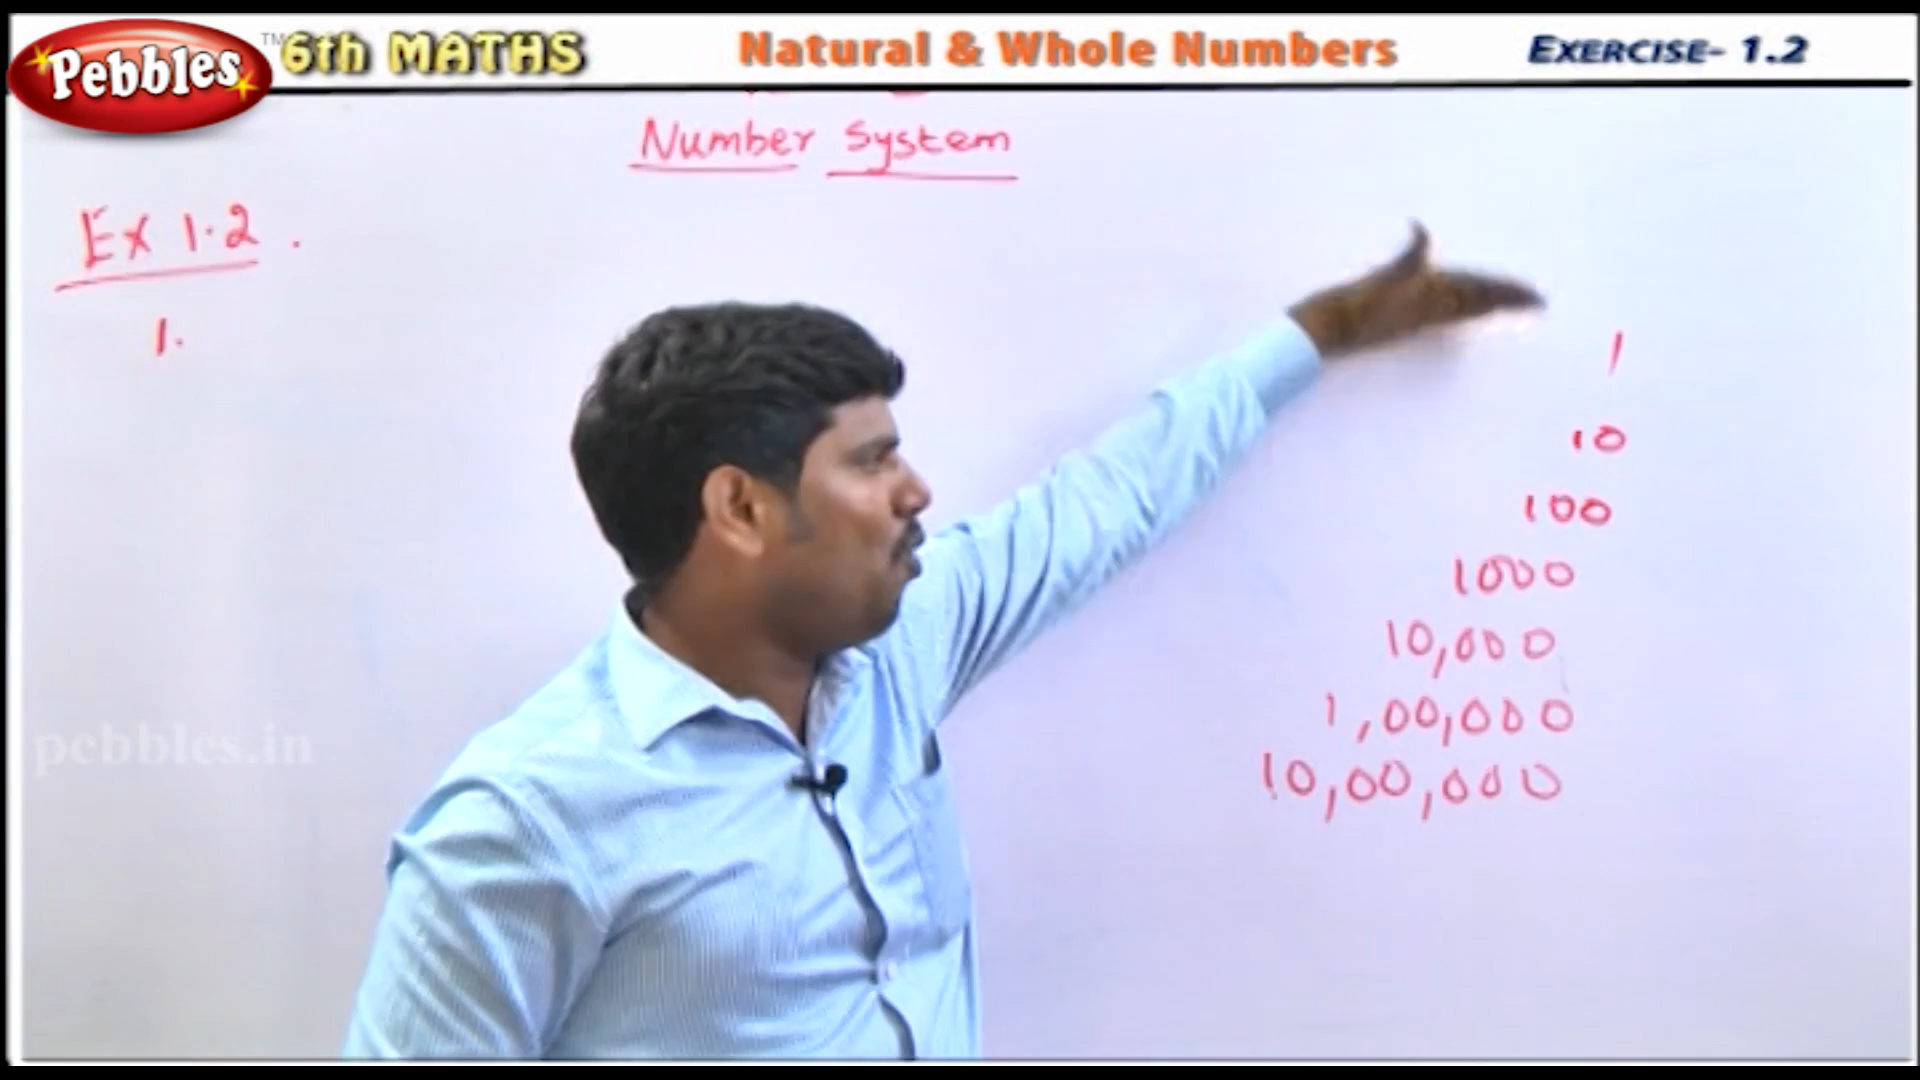 Pebbles TM 6th MATHS Natural & Whole Numbers EXERCISE- 1.2
Number System
Ex 1.2 .
1.
1
10
100
1000
10,000
1,00,000
10,00,000
pebbles.in